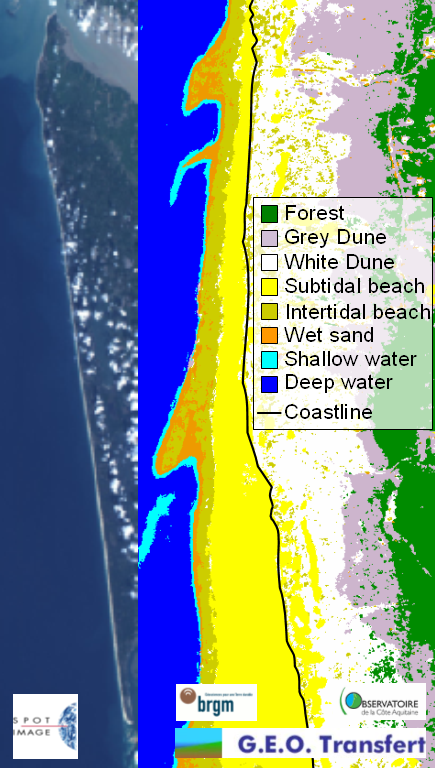 Forest
Grey Dune
White Dune
Subtidal beach
Intertidal beach
Wet sand
Shallow water
Deep water
Coastline
brgm
OBSERVATOIRE
de la Côte Aquitaine
SPOT
IMAGE
G.E.O. Transfert